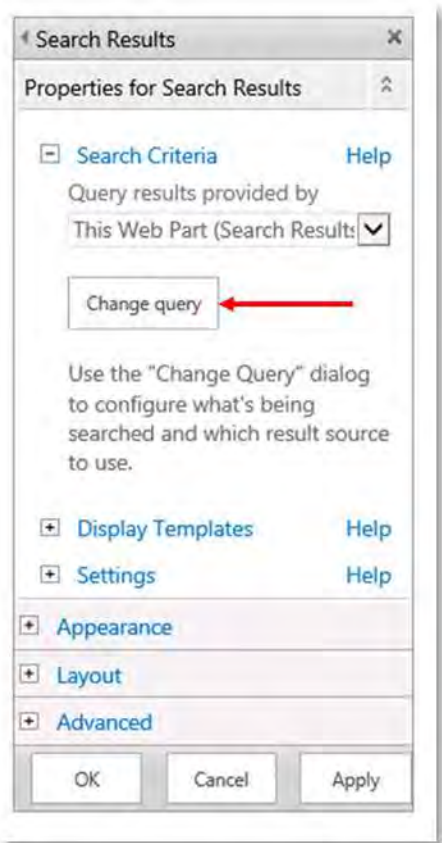 Search Results
Properties for Search Results
Search Criteria Help
Query results provided by
This Web Part (Search Results
Change query
Use the "Change Query" dialog
to configure what's being
searched and which result source
to use.
Display Templates Help
Settings Help
Appearance
Layout
Advanced
OK Cancel Apply